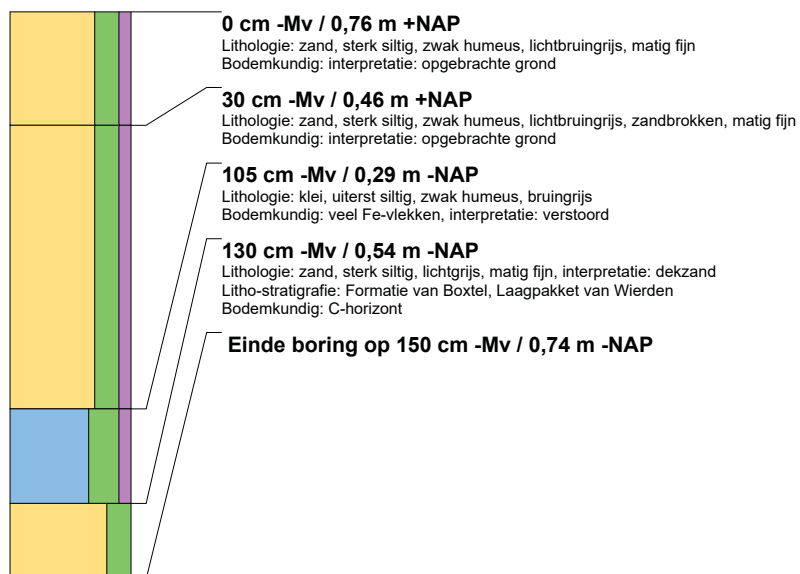 0 cm -Mv / 0,76 m +NAP
Lithologie: zand, sterk siltig, zwak humeus, lichtbruingrijs, matig fijn
Bodemkundig: interpretatie: opgebrachte grond
30 cm -Mv / 0,46 m +NAP
Lithologie: zand, sterk siltig, zwak humeus, lichtbruingrijs, zandbrokken, matig fijn
Bodemkundig: interpretatie: opgebrachte grond
105 cm -Mv / 0,29 m -NAP
Lithologie: klei, uiterst siltig, zwak humeus, bruingrijs
Bodemkundig: veel Fe-vlekken, interpretatie: verstoord
130 cm -Mv / 0,54 m -NAP
Lithologie: zand, sterk siltig, lichtgrijs, matig fijn, interpretatie: dekzand
Litho-stratigrafie: Formatie van Boxtel, Laagpakket van Wierden
Bodemkundig: C-horizont
Einde boring op 150 cm -Mv / 0,74 m -NAP